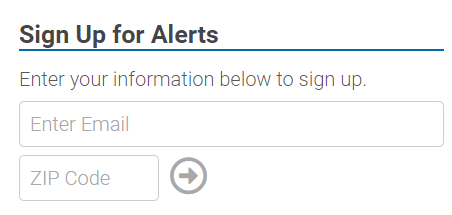 Sign Up for Alerts
Enter your information below to sign up.
Enter Email
ZIP Code